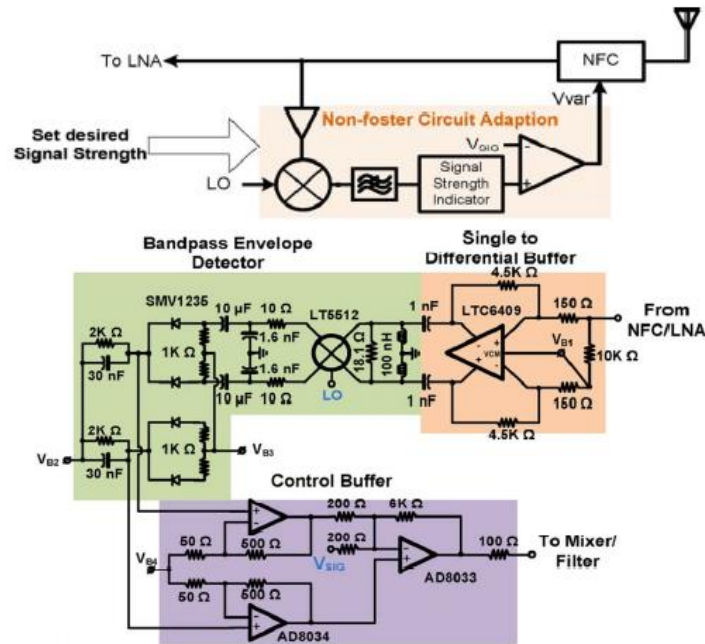 To LNA
NFC
Vvar
Non-foster Circuit Adaption
Set desired
Signal Strength
LO
Signal
Strength
Indicator
-
+
Bandpass Envelope
Detector
Single to
Differential Buffer
SMV1235
10 µF
10 Ω
LT5512
1 nF
4.5K Ω
LTC6409
150 Ω
From
NFC/LNA
2K Ω
30 nF
1K Ω
1.6 nF
1.6 nF
18.1 Ω
100 nH
-
+
VCM
+
-
VB1
10K Ω
10 µF
10 Ω
LO
1 nF
150 Ω
4.5K Ω
2K Ω
30 nF
1K Ω
VB2
VB3
Control Buffer
+
-
200 Ω
6K Ω
50 Ω
500 Ω
200 Ω
VSIG
VB4
50 Ω
500 Ω
-
+
100 Ω
To Mixer/
Filter
AD8033
-
+
AD8034